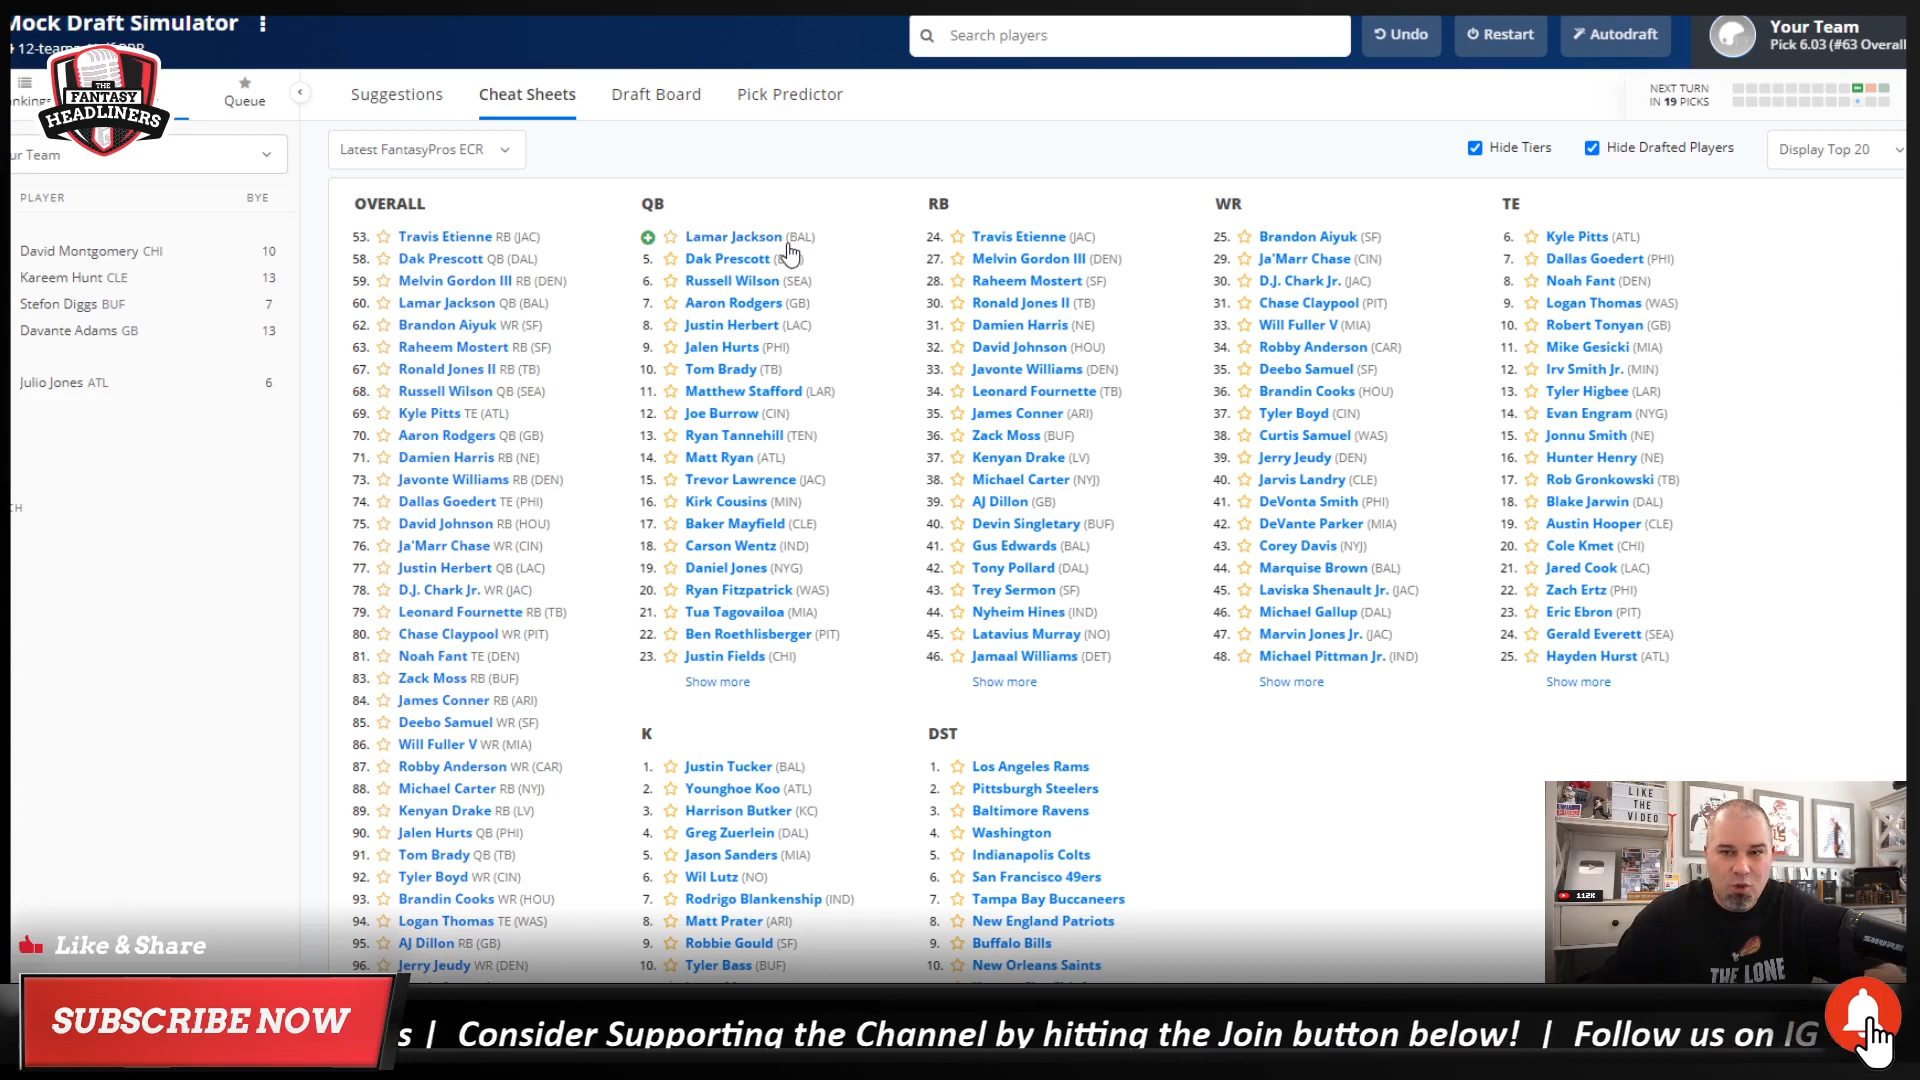 Mock Draft Simulator
12-team
THE
FANTASY
HEADLINERS
Queue
Search players
Undo
Restart
Autodraft
Your Team
Pick 6.03 (#63 Overall
Suggestions
Cheat Sheets
Draft Board
Pick Predictor
NEXT TURN
IN 19 PICKS
ur Team
Latest FantasyPros ECR
Hide Tiers
Hide Drafted Players
Display Top 20
PLAYER BYE
David Montgomery CHI 10
Kareem Hunt CLE 13
Stefon Diggs BUF 7
Davante Adams GB 13
Julio Jones ATL 6
CH
OVERALL
53. Travis Etienne RB (JAC)
58. Dak Prescott QB (DAL)
59. Melvin Gordon III RB (DEN)
60. Lamar Jackson QB (BAL)
62. Brandon Aiyuk WR (SF)
63. Raheem Mostert RB (SF)
67. Ronald Jones II RB (TB)
68. Russell Wilson QB (SEA)
69. Kyle Pitts TE (ATL)
70. Aaron Rodgers QB (GB)
71. Damien Harris RB (NE)
73. Javonte Williams RB (DEN)
74. Dallas Goedert TE (PHI)
75. David Johnson RB (HOU)
76. Ja'Marr Chase WR (CIN)
77. Justin Herbert QB (LAC)
78. D.J. Chark Jr. WR (JAC)
79. Leonard Fournette RB (TB)
80. Chase Claypool WR (PIT)
81. Noah Fant TE (DEN)
83. Zack Moss RB (BUF)
84. James Conner RB (ARI)
85. Deebo Samuel WR (SF)
86. Will Fuller V WR (MIA)
87. Robby Anderson WR (CAR)
88. Michael Carter RB (NYJ)
89. Kenyan Drake RB (LV)
90. Jalen Hurts QB (PHI)
91. Tom Brady QB (TB)
92. Tyler Boyd WR (CIN)
93. Brandin Cooks WR (HOU)
94. Logan Thomas TE (WAS)
95. AJ Dillon RB (GB)
96. Jerry Jeudy WR (DEN)
QB
Lamar Jackson (BAL)
5. Dak Prescott
6. Russell Wilson (SEA)
7. Aaron Rodgers (GB)
8. Justin Herbert (LAC)
9. Jalen Hurts (PHI)
10. Tom Brady (TB)
11. Matthew Stafford (LAR)
12. Joe Burrow (CIN)
13. Ryan Tannehill (TEN)
14. Matt Ryan (ATL)
15. Trevor Lawrence (JAC)
16. Kirk Cousins (MIN)
17. Baker Mayfield (CLE)
18. Carson Wentz (IND)
19. Daniel Jones (NYG)
20. Ryan Fitzpatrick (WAS)
21. Tua Tagovailoa (MIA)
22. Ben Roethlisberger (PIT)
23. Justin Fields (CHI)
Show more
RB
24. Travis Etienne (JAC)
27. Melvin Gordon III (DEN)
28. Raheem Mostert (SF)
30. Ronald Jones II (TB)
31. Damien Harris (NE)
32. David Johnson (HOU)
33. Javonte Williams (DEN)
34. Leonard Fournette (TB)
35. James Conner (ARI)
36. Zack Moss (BUF)
37. Kenyan Drake (LV)
38. Michael Carter (NYJ)
39. AJ Dillon (GB)
40. Devin Singletary (BUF)
41. Gus Edwards (BAL)
42. Tony Pollard (DAL)
43. Trey Sermon (SF)
44. Nyheim Hines (IND)
45. Latavius Murray (NO)
46. Jamaal Williams (DET)
Show more
WR
25. Brandon Aiyuk (SF)
29. Ja'Marr Chase (CIN)
30. D.J. Chark Jr. (JAC)
31. Chase Claypool (PIT)
33. Will Fuller V (MIA)
34. Robby Anderson (CAR)
35. Deebo Samuel (SF)
36. Brandin Cooks (HOU)
37. Tyler Boyd (CIN)
38. Curtis Samuel (WAS)
39. Jerry Jeudy (DEN)
40. Jarvis Landry (CLE)
41. DeVonta Smith (PHI)
42. DeVante Parker (MIA)
43. Corey Davis (NYJ)
44. Marquise Brown (BAL)
45. Laviska Shenault Jr. (JAC)
46. Michael Gallup (DAL)
47. Marvin Jones Jr. (JAC)
48. Michael Pittman Jr. (IND)
Show more
TE
6. Kyle Pitts (ATL)
7. Dallas Goedert (PHI)
8. Noah Fant (DEN)
9. Logan Thomas (WAS)
10. Robert Tonyan (GB)
11. Mike Gesicki (MIA)
12. Irv Smith Jr. (MIN)
13. Tyler Higbee (LAR)
14. Evan Engram (NYG)
15. Jonnu Smith (NE)
16. Hunter Henry (NE)
17. Rob Gronkowski (TB)
18. Blake Jarwin (DAL)
19. Austin Hooper (CLE)
20. Cole Kmet (CHI)
21. Jared Cook (LAC)
22. Zach Ertz (PHI)
23. Eric Ebron (PIT)
24. Gerald Everett (SEA)
25. Hayden Hurst (ATL)
Show more
K
1. Justin Tucker (BAL)
2. Younghoe Koo (ATL)
3. Harrison Butker (KC)
4. Greg Zuerlein (DAL)
5. Jason Sanders (MIA)
6. Wil Lutz (NO)
7. Rodrigo Blankenship (IND)
8. Matt Prater (ARI)
9. Robbie Gould (SF)
10. Tyler Bass (BUF)
DST
1. Los Angeles Rams
2. Pittsburgh Steelers
3. Baltimore Ravens
4. Washington
5. Indianapolis Colts
6. San Francisco 49ers
7. Tampa Bay Buccaneers
8. New England Patriots
9. Buffalo Bills
10. New Orleans Saints
LIKE
THE
VIDEO
112K
SHURE
THE LONE
Like & Share
SUBSCRIBE NOW
s | Consider Supporting the Channel by hitting the Join button below! | Follow us on IG